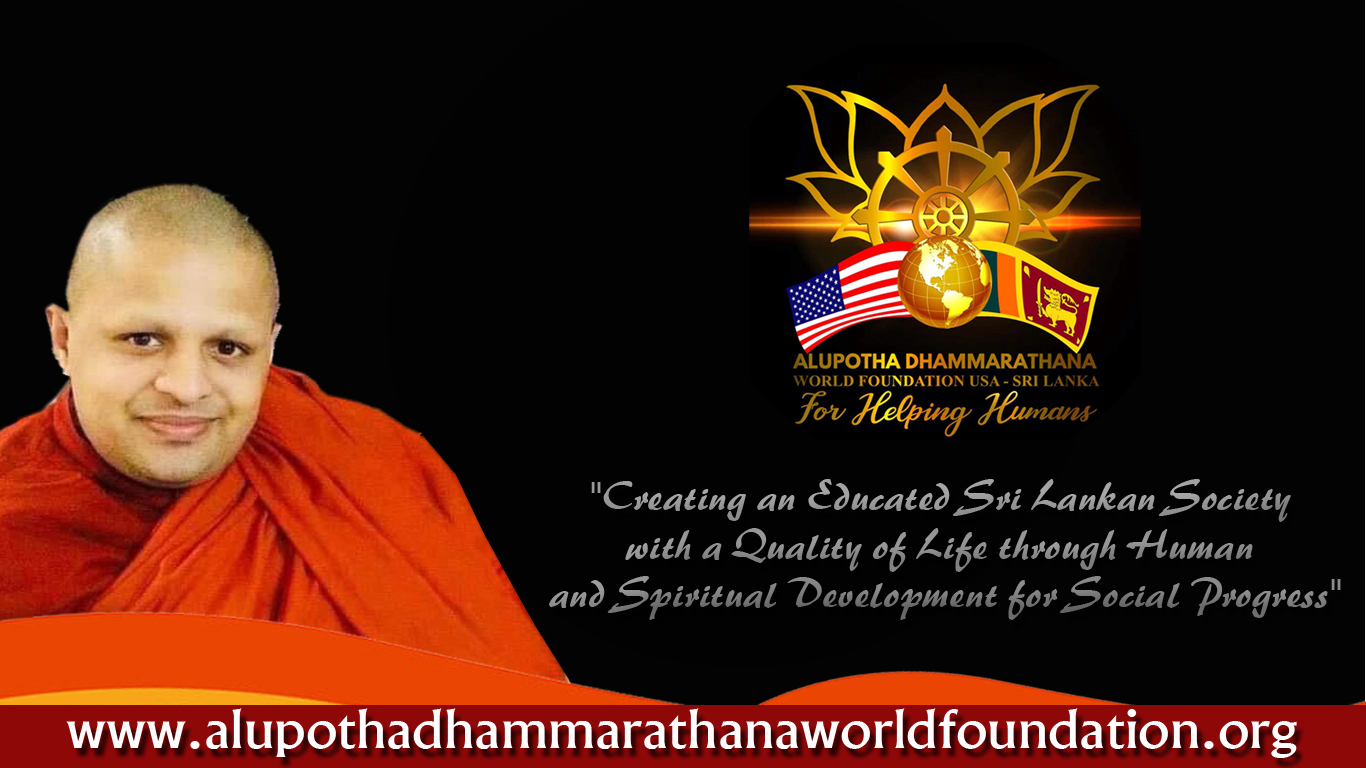 ALUPOTHA DHAMMARATHANA
WORLD FOUNDATION USA - SRI LANKA
For Helping Humans
"Creating an Educated Sri Lankan Society
with a Quality of Life through Human
and Spiritual Development for Social Progress"
www.alupothadhammarathanaworldfoundation.org